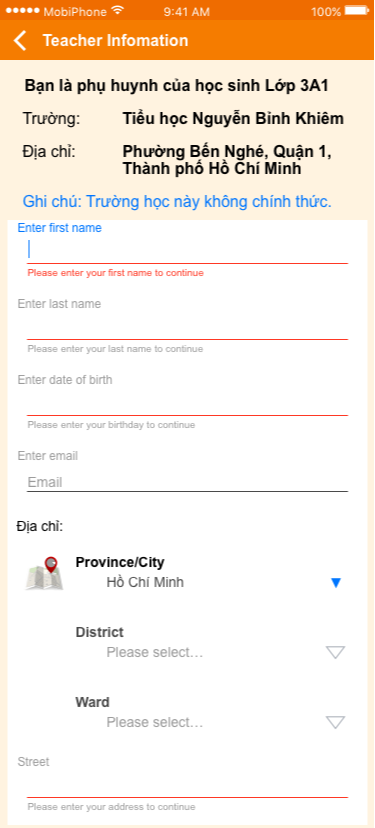 MobiPhone 9:41 AM 100%
Teacher Infomation
Bạn là phụ huynh của học sinh Lớp 3A1
Trường: Tiểu học Nguyễn Bỉnh Khiêm
Địa chỉ: Phường Bến Nghé, Quận 1,
Thành phố Hồ Chí Minh
Ghi chú: Trường học này không chính thức.
Enter first name
Please enter your first name to continue
Enter last name
Please enter your last name to continue
Enter date of birth
Please enter your birthday to continue
Enter email
Email
Địa chỉ:
Province/City
Hồ Chí Minh
District
Please select...
Ward
Please select...
Street
Please enter your address to continue